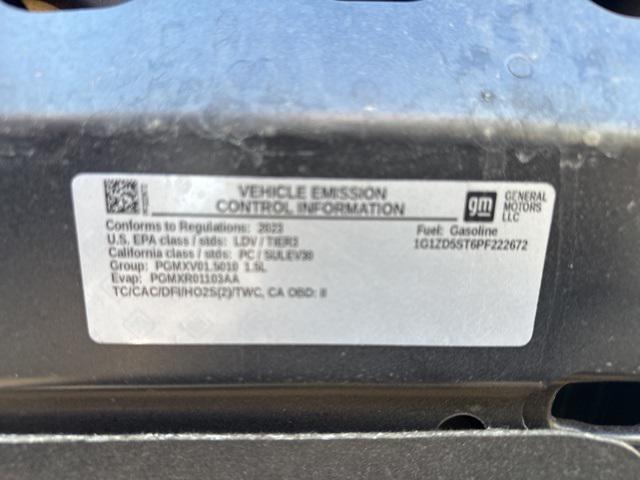 VEHICLE EMISSION
CONTROL INFORMATION
gm GENERAL MOTORS LLC
Conforms to Regulations: 2023
U.S. EPA class / stds: LDV / TIER3
California class / stds: PC / SULEV30
Group: PGMXV01.5010 1.5L
Evap: PGMXR01103AA
TC/CAC/DFI/HO2S(2)/TWC, CA OBD: II
Fuel: Gasoline
1G1ZD5ST6PF222672